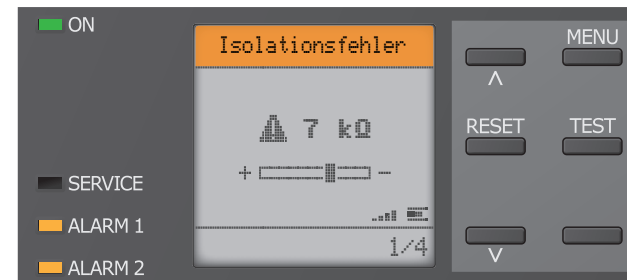 ON
MENU
Isolationsfehler
Λ
7 kΩ
RESET
TEST
+ -
SERVICE
ALARM 1
1/4
V
ALARM 2